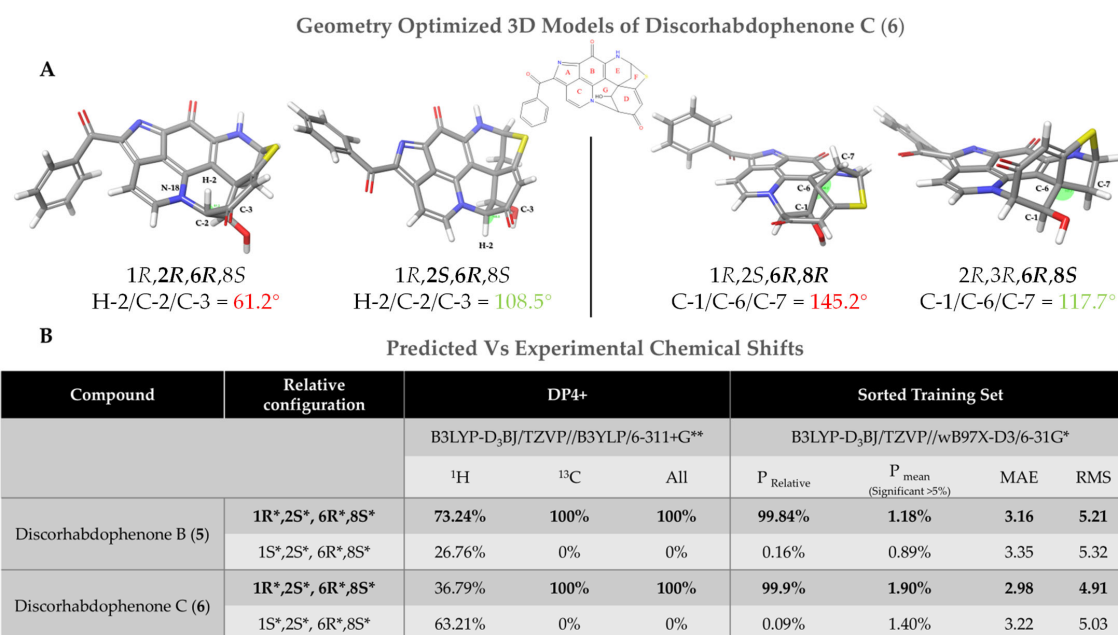 Geometry Optimized 3D Models of Discorhabdophenone C (6)
A
O
O
N
H
N
A
B
E
F
S
C
G
D
HO
N
O
N-18
H-2
C-3
C-2
C-3
H-2
C-7
C-6
C-1
C-6
C-7
C-1
1R,2R,6R,8S
H-2/C-2/C-3 = 61.2°
1R,2S,6R,8S
H-2/C-2/C-3 = 108.5°
1R,2S,6R,8R
C-1/C-6/C-7 = 145.2°
2R,3R,6R,8S
C-1/C-6/C-7 = 117.7°
B
Predicted Vs Experimental Chemical Shifts
Compound Relative configuration DP4+ Sorted Training Set
B3LYP-D3BJ/TZVP//B3YLP/6-311+G** B3LYP-D3BJ/TZVP//wB97X-D3/6-31G*
1H 13C All P Relative P mean (Significant >5%) MAE RMS
Discorhabdophenone B (5)
1R*,2S*, 6R*,8S* 73.24% 100% 100% 99.84% 1.18% 3.16 5.21
1S*,2S*, 6R*,8S* 26.76% 0% 0% 0.16% 0.89% 3.35 5.32
Discorhabdophenone C (6)
1R*,2S*, 6R*,8S* 36.79% 100% 100% 99.9% 1.90% 2.98 4.91
1S*,2S*, 6R*,8S* 63.21% 0% 0% 0.09% 1.40% 3.22 5.03